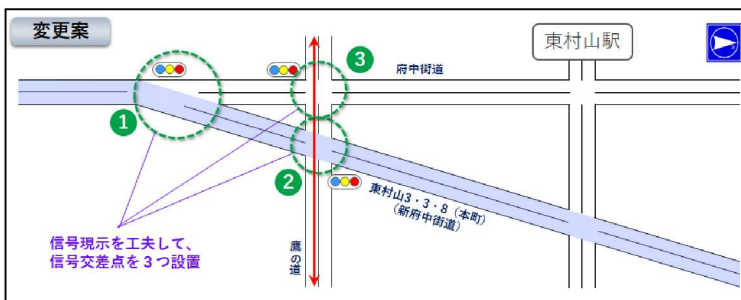 変更案
東村山駅
府中街道
3
1
2
東村山3・3・8（本町）
（新府中街道）
鷹の道
信号現示を工夫して、
信号交差点を３つ設置